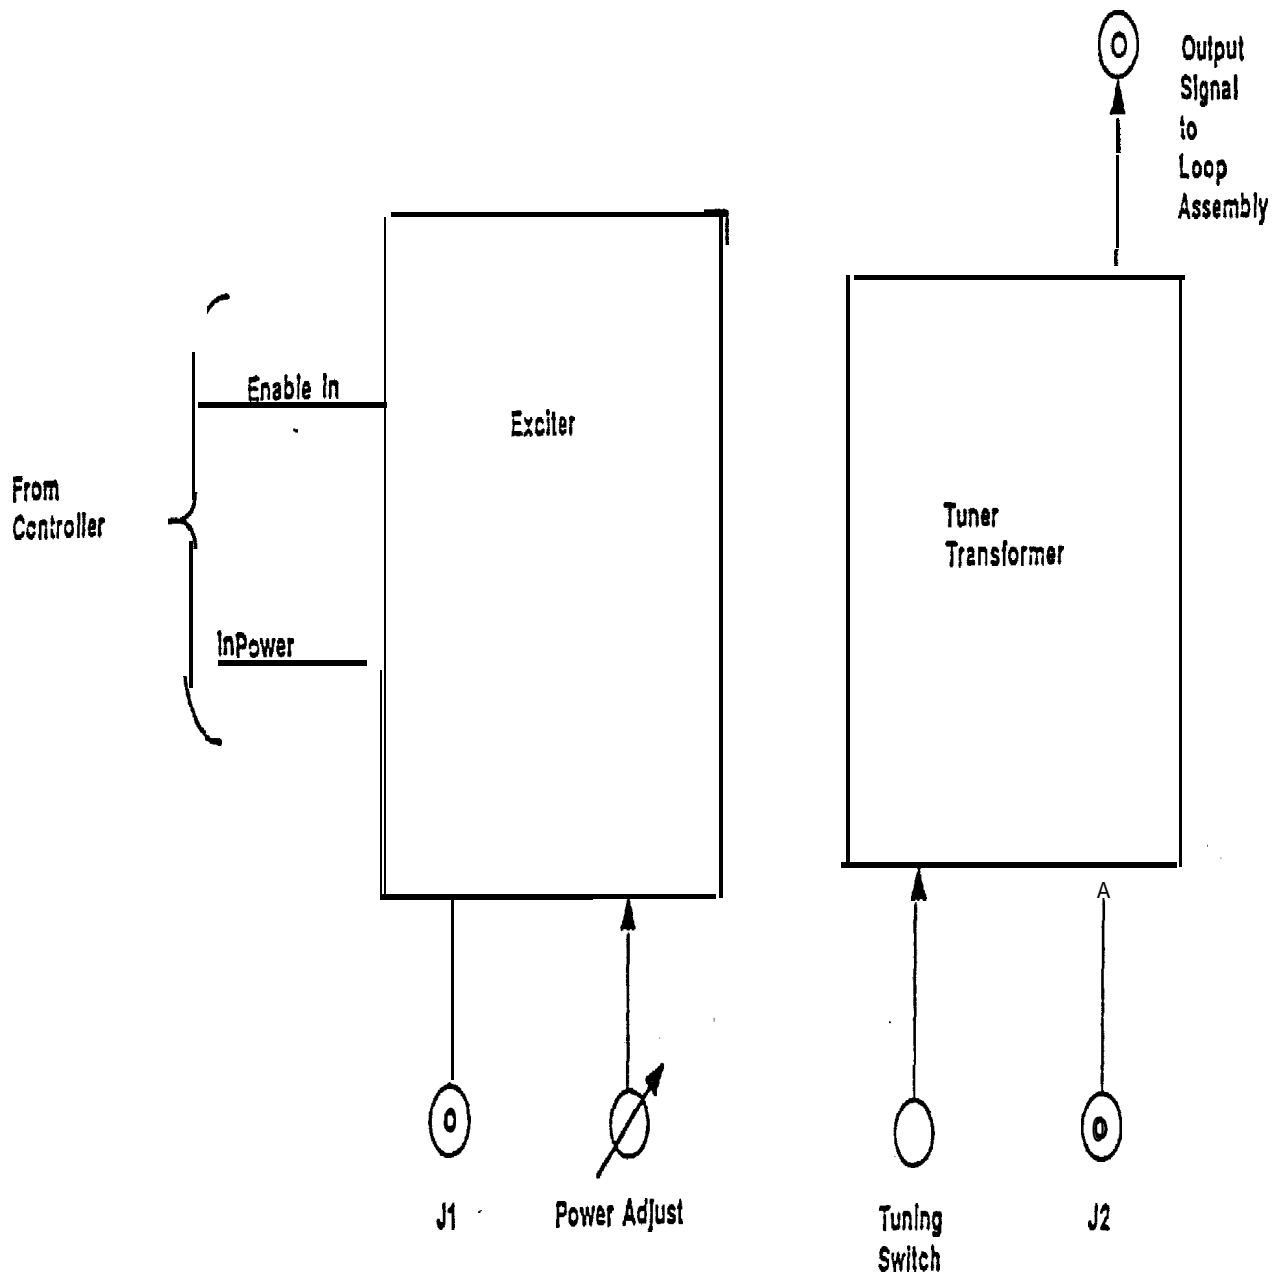 Output
Signal
to
Loop
Assembly
Enable In
Exciter
From
Controller
Tuner
Transformer
InPower
A
J1
Power Adjust
Tuning
Switch
J2